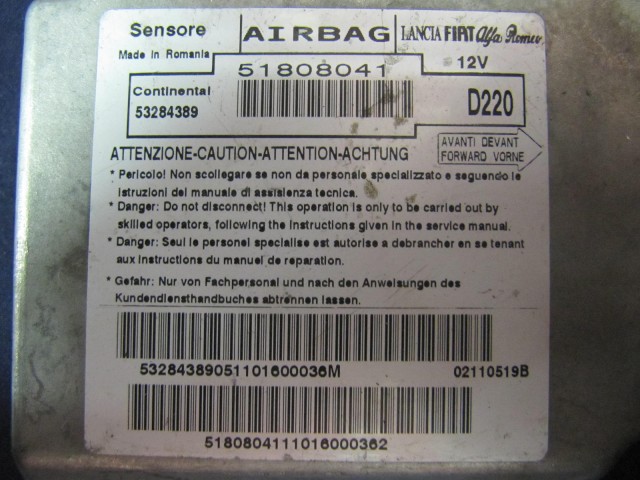 Sensore AIRBAG LANCIA FIAT Alfa Romeo
Made in Romania 51808041 12V
Continental
53284389 D220
ATTENZIONE-CAUTION-ATTENTION-ACHTUNG
AVANTI DEVANT
FORWARD VORNE
* Pericolo! Non scollegare se non da personale specializzato e seguendo le
istruzioni del manuale di assistenza tecnica.
* Danger: Do not disconnect! This operation is only to be carried out by
skilled operators, following the instructions given in the service manual.
* Danger: Seul le personel specialise est autorise a debrancher en se tenant
aux instructions du manuel de reparation.
* Gefahr: Nur von Fachpersonal und nach den Anweisungen des
Kundendiensthandbuches abtrennen lassen.
53284389051101600036M 02110519B
5180804111016000362